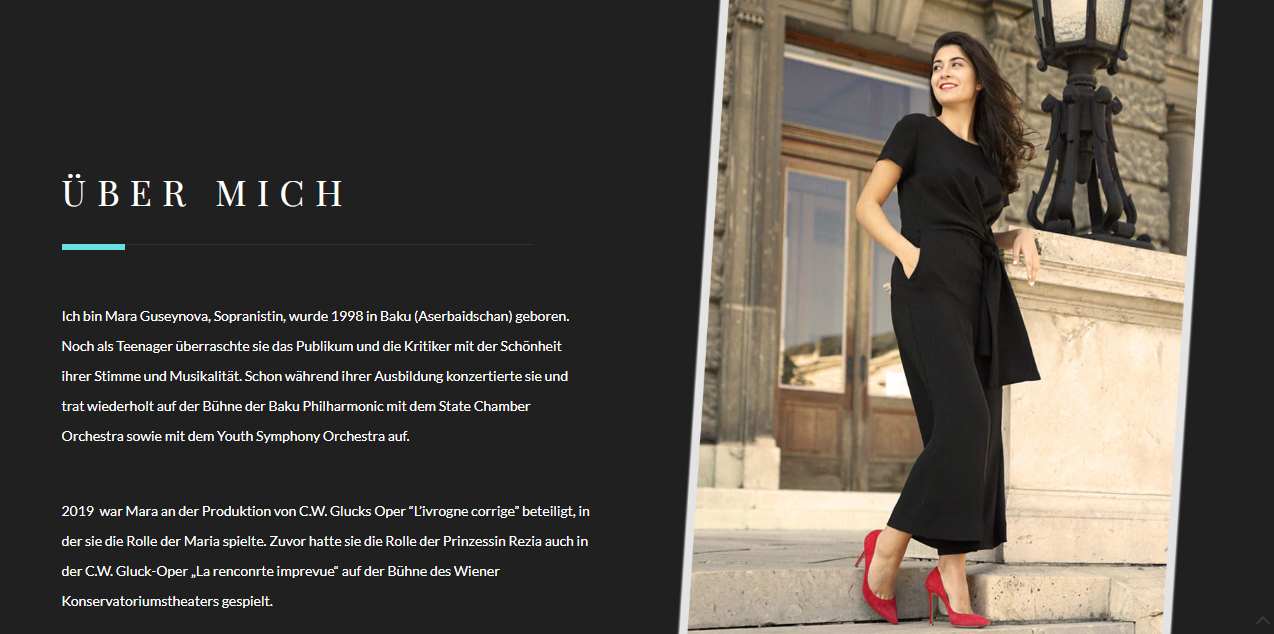 ÜBER MICH
Ich bin Mara Guseynova, Sopranistin, wurde 1998 in Baku (Aserbaidschan) geboren.
Noch als Teenager überraschte sie das Publikum und die Kritiker mit der Schönheit
ihrer Stimme und Musikalität. Schon während ihrer Ausbildung konzertierte sie und
trat wiederholt auf der Bühne der Baku Philharmonic mit dem State Chamber
Orchestra sowie mit dem Youth Symphony Orchestra auf.
2019  war Mara an der Produktion von C.W. Glucks Oper “L’ivrogne corrige” beteiligt, in
der sie die Rolle der Maria spielte. Zuvor hatte sie die Rolle der Prinzessin Rezia auch in
der C.W. Gluck-Oper „La renconrte imprevue“ auf der Bühne des Wiener
Konservatoriumstheaters gespielt.